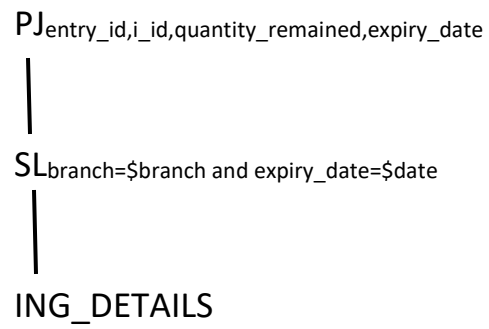 PJentry_id,i_id,quantity_remained,expiry_date
SLbranch=$branch and expiry_date=$date
ING_DETAILS